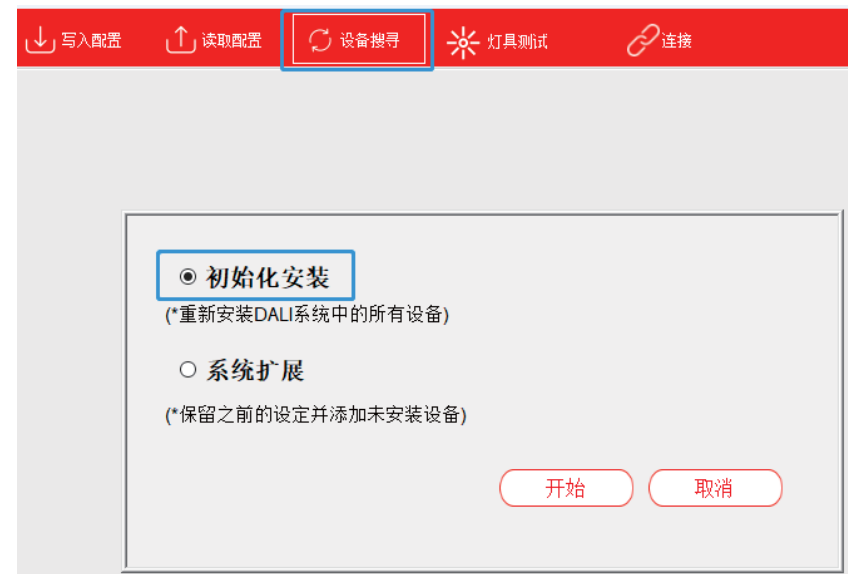 写入配置 读取配置 设备搜寻 灯具测试 连接
初始化安装
(*重新安装DALI系统中的所有设备)
系统扩展
(*保留之前的设定并添加未安装设备)
开始 取消